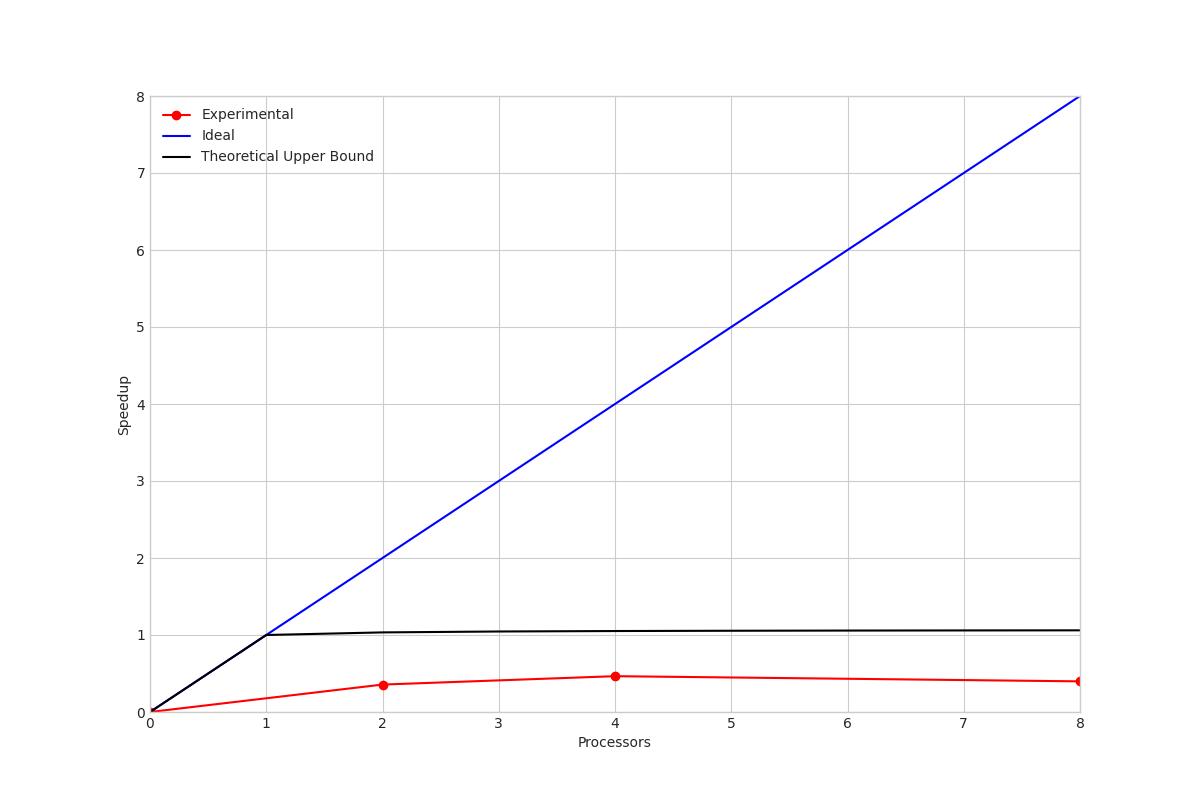 8
Experimental
Ideal
Theoretical Upper Bound
7
6
5
Speedup
4
3
2
1
0
0 1 2 3 4 5 6 7 8
Processors